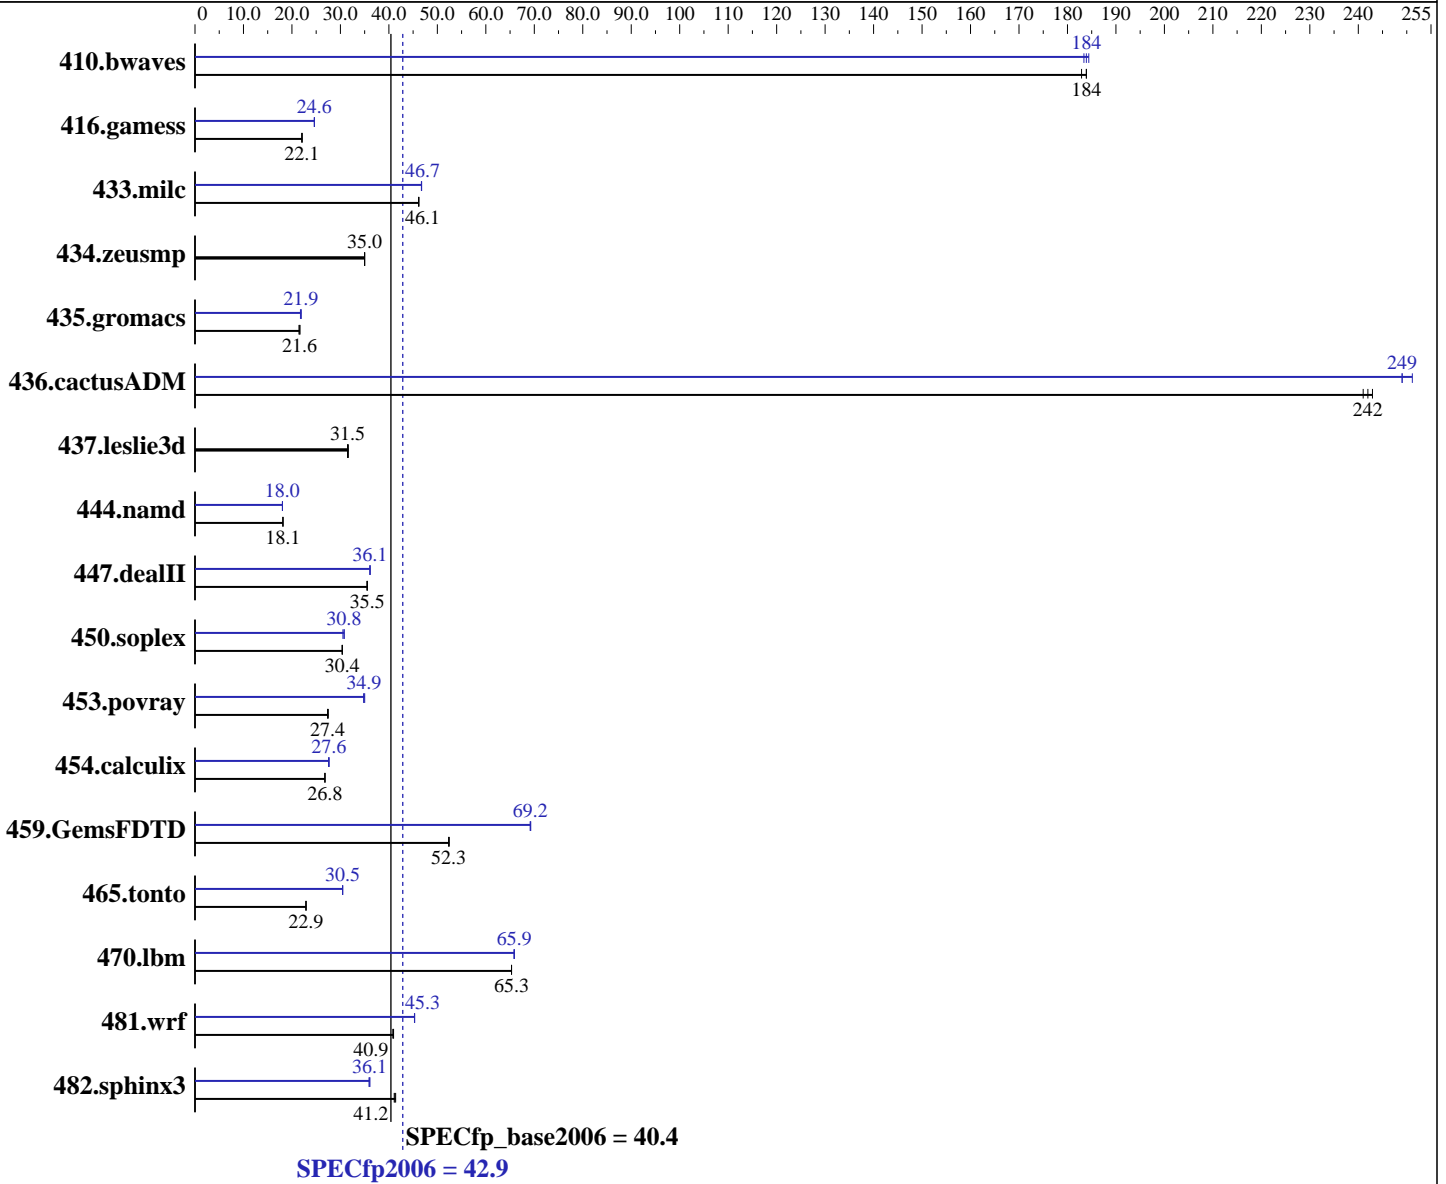 0 10.0 20.0 30.0 40.0 50.0 60.0 70.0 80.0 90.0 100 110 120 130 140 150 160 170 180 190 200 210 220 230 240 255
184
410.bwaves
184
24.6
416.gamess
22.1
46.7
433.milc
46.1
35.0
434.zeusmp
21.9
435.gromacs
21.6
249
436.cactusADM
242
31.5
437.leslie3d
18.0
444.namd
18.1
36.1
447.dealII
35.5
30.8
450.soplex
30.4
34.9
453.povray
27.4
27.6
454.calculix
26.8
69.2
459.GemsFDTD
52.3
30.5
465.tonto
22.9
65.9
470.lbm
65.3
45.3
481.wrf
40.9
36.1
482.sphinx3
41.2
SPECfp_base2006 = 40.4
SPECfp2006 = 42.9